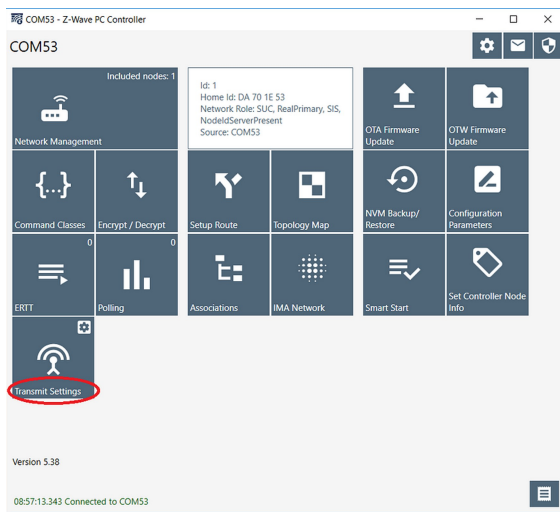 COM53 - Z-Wave PC Controller
COM53
Included nodes: 1
Network Management
Id: 1
Home Id: DA 70 1E 53
Network Role: SUC, RealPrimary, SIS,
NodeIdServerPresent
Source: COM53
OTA Firmware
Update
OTW Firmware
Update
{...}
Command Classes
Encrypt / Decrypt
Setup Route
Topology Map
NVM Backup/
Restore
Configuration
Parameters
0
ERTT
0
Polling
Associations
IMA Network
Smart Start
Set Controller Node
Info
Transmit Settings
Version 5.38
08:57:13.343 Connected to COM53